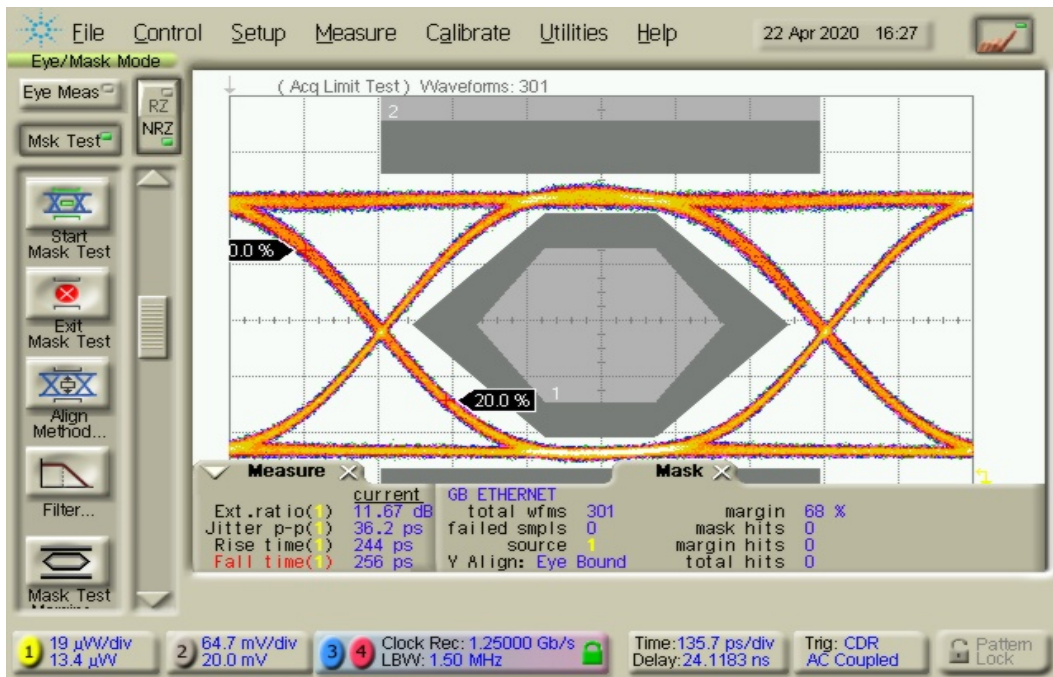 File Control Setup Measure Calibrate Utilities Help 22 Apr 2020 16:27
Eye/Mask Mode
Eye Meas
RZ
NRZ
Msk Test
( Acq Limit Test ) Waveforms: 301
2
Start
Mask Test
0.0 %
Exit
Mask Test
Align
Method...
1
20.0 %
Filter...
Mask Test
Measure
Mask
current
Ext.ratio(1) 11.67 dB
Jitter p-p(1) 36.2 ps
Rise time(1) 244 ps
Fall time(1) 256 ps
GB ETHERNET
total wfms 301
failed smpls 0
source 1
Y Align: Eye Bound
margin 68 %
mask hits 0
margin hits 0
total hits 0
1 19 µW/div
13.4 µW
2 64.7 mV/div
20.0 mV
3 4 Clock Rec: 1.25000 Gb/s
LBW: 1.50 MHz
Time:135.7 ps/div
Delay:24.1183 ns
Trig: CDR
AC Coupled
Pattern
Lock